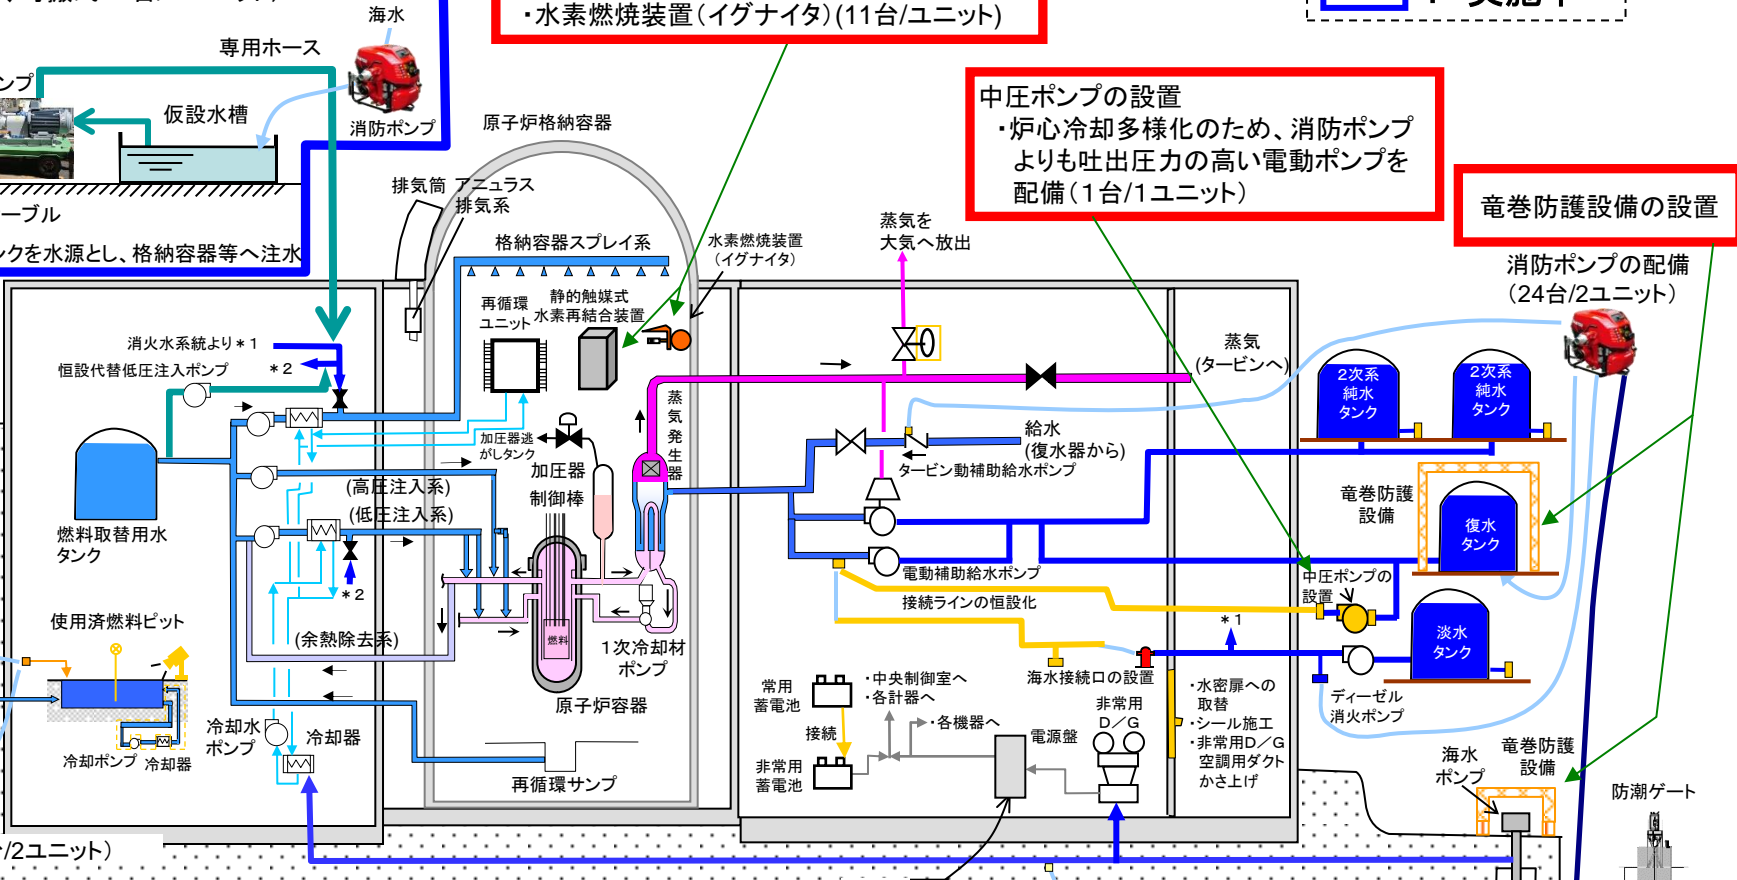 ・水素燃焼装置(イグナイタ)(11台/ユニット)
海水
専用ホース
ンプ
仮設水槽
消防ポンプ
原子炉格納容器
中圧ポンプの設置
・炉心冷却多様化のため、消防ポンプ
よりも吐出圧力の高い電動ポンプを
配備(1台/1ユニット)
竜巻防護設備の設置
ーブル
ンクを水源とし、格納容器等へ注水
排気筒
アニュラス
排気系
格納容器スプレイ系
水素燃焼装置
(イグナイタ)
蒸気を
大気へ放出
消防ポンプの配備
(24台/2ユニット)
再循環
ユニット
静的触媒式
水素再結合装置
消火水系統より*1
恒設代替低圧注入ポンプ
*2
蒸気
(タービンへ)
2次系
純水
タンク
2次系
純水
タンク
蒸気発生器
加圧器逃
がしタンク
加圧器
制御棒
給水
(復水器から)
タービン動補助給水ポンプ
(高圧注入系)
(低圧注入系)
燃料取替用水
タンク
竜巻防護
設備
復水
タンク
電動補助給水ポンプ
中圧ポンプの
設置
接続ラインの恒設化
*2
*1
使用済燃料ピット
(余熱除去系)
燃料
1次冷却材
ポンプ
淡水
タンク
原子炉容器
海水接続口の設置
ディーゼル
消火ポンプ
常用
蓄電池
・中央制御室へ
・各計器へ
・各機器へ
接続
非常用
蓄電池
電源盤
非常用
D/G
・水密扉への
取替
・シール施工
・非常用D/G
空調用ダクト
かさ上げ
冷却水
ポンプ
冷却器
冷却ポンプ
冷却器
再循環サンプ
海水
ポンプ
竜巻防護
設備
防潮ゲート
/2ユニット)